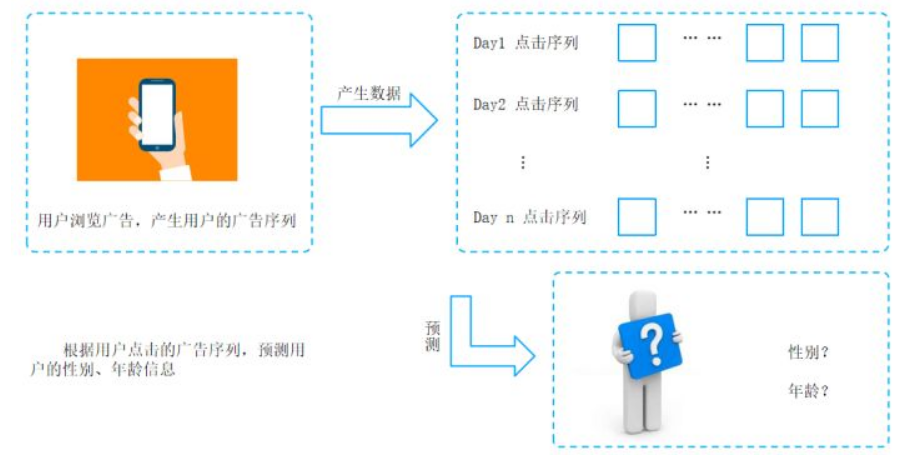 用户浏览广告,产生用户的广告序列
产生数据
Day1 点击序列
… …
Day2 点击序列
… …
⋮
⋮
Day n 点击序列
… …
根据用户点击的广告序列,预测用
户的性别、年龄信息
预测
?
性别?
年龄?